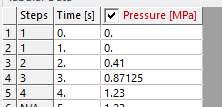 Steps Time [s] Pressure [MPa]
1 1 0. 0.
2 1 1. 0.
3 2 2. 0.41
4 3 3. 0.87125
5 4 4. 1.23